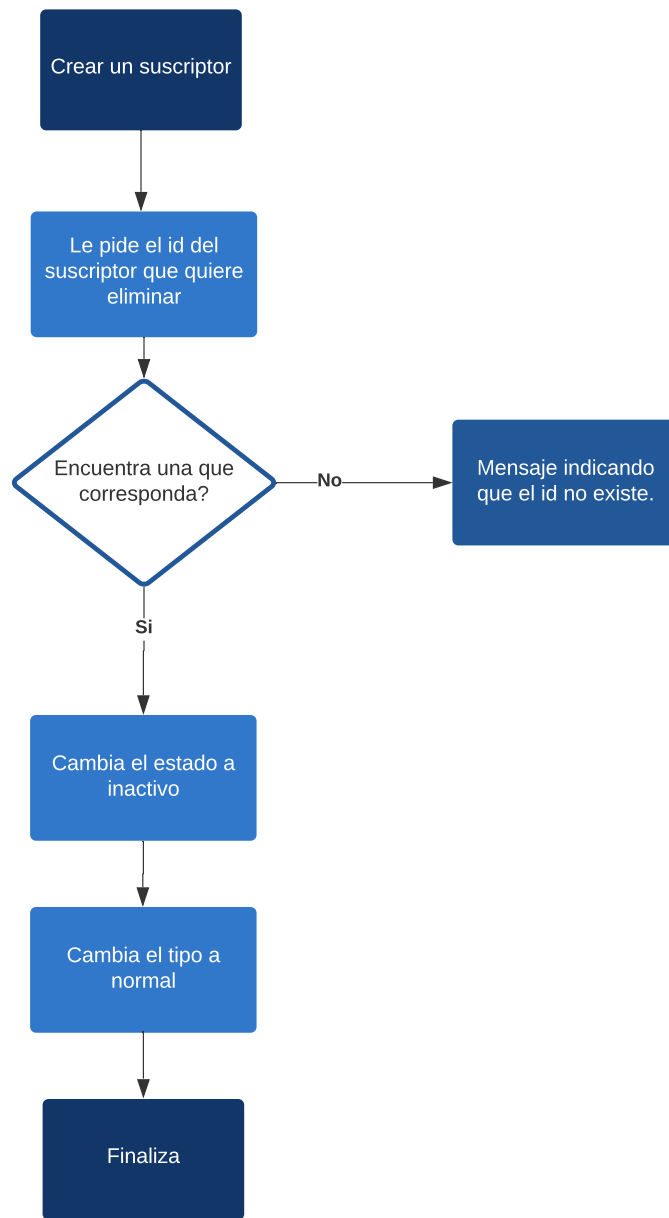 Crear un suscriptor
Le pide el id del
suscriptor que quiere
eliminar
Encuentra una que
corresponda?
No
Mensaje indicando
que el id no existe.
Si
Cambia el estado a
inactivo
Cambia el tipo a
normal
Finaliza